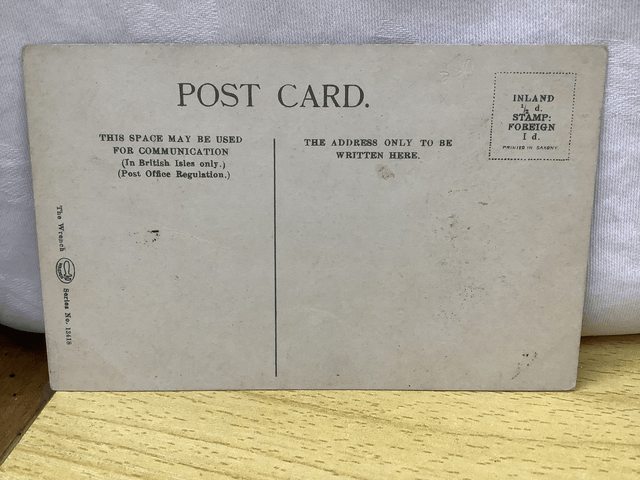 POST CARD.
THIS SPACE MAY BE USED
FOR COMMUNICATION
(In British Isles only.)
(Post Office Regulation.)
THE ADDRESS ONLY TO BE
WRITTEN HERE.
INLAND
½ d.
STAMP:
FOREIGN
1 d.
PRINTED IN SAXONY.
The Wrench
Series No. 13418